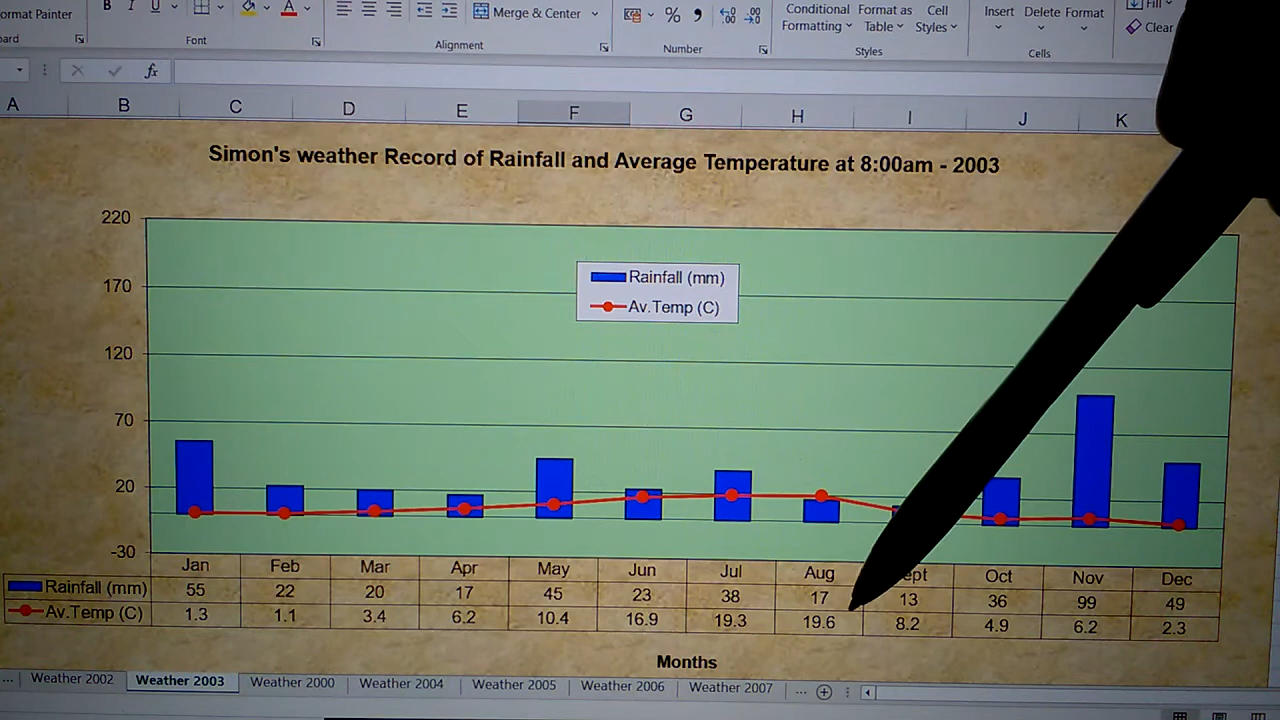 ormat Painter
B I U A Merge & Center % Conditional Formatting Format as Table Cell Styles Insert Delete Format Fill Clear
ard Font Alignment Number Styles Cells
fx
A B C D E F G H I J K
Simon's weather Record of Rainfall and Average Temperature at 8:00am - 2003
220
170
120
70
20
-30
Rainfall (mm)
Av.Temp (C)
Jan Feb Mar Apr May Jun Jul Aug ept Oct Nov Dec
Rainfall (mm) 55 22 20 17 45 23 38 17 13 36 99 49
Av.Temp (C) 1.3 1.1 3.4 6.2 10.4 16.9 19.3 19.6 8.2 4.9 6.2 2.3
Months
... Weather 2002 Weather 2003 Weather 2000 Weather 2004 Weather 2005 Weather 2006 Weather 2007 ...